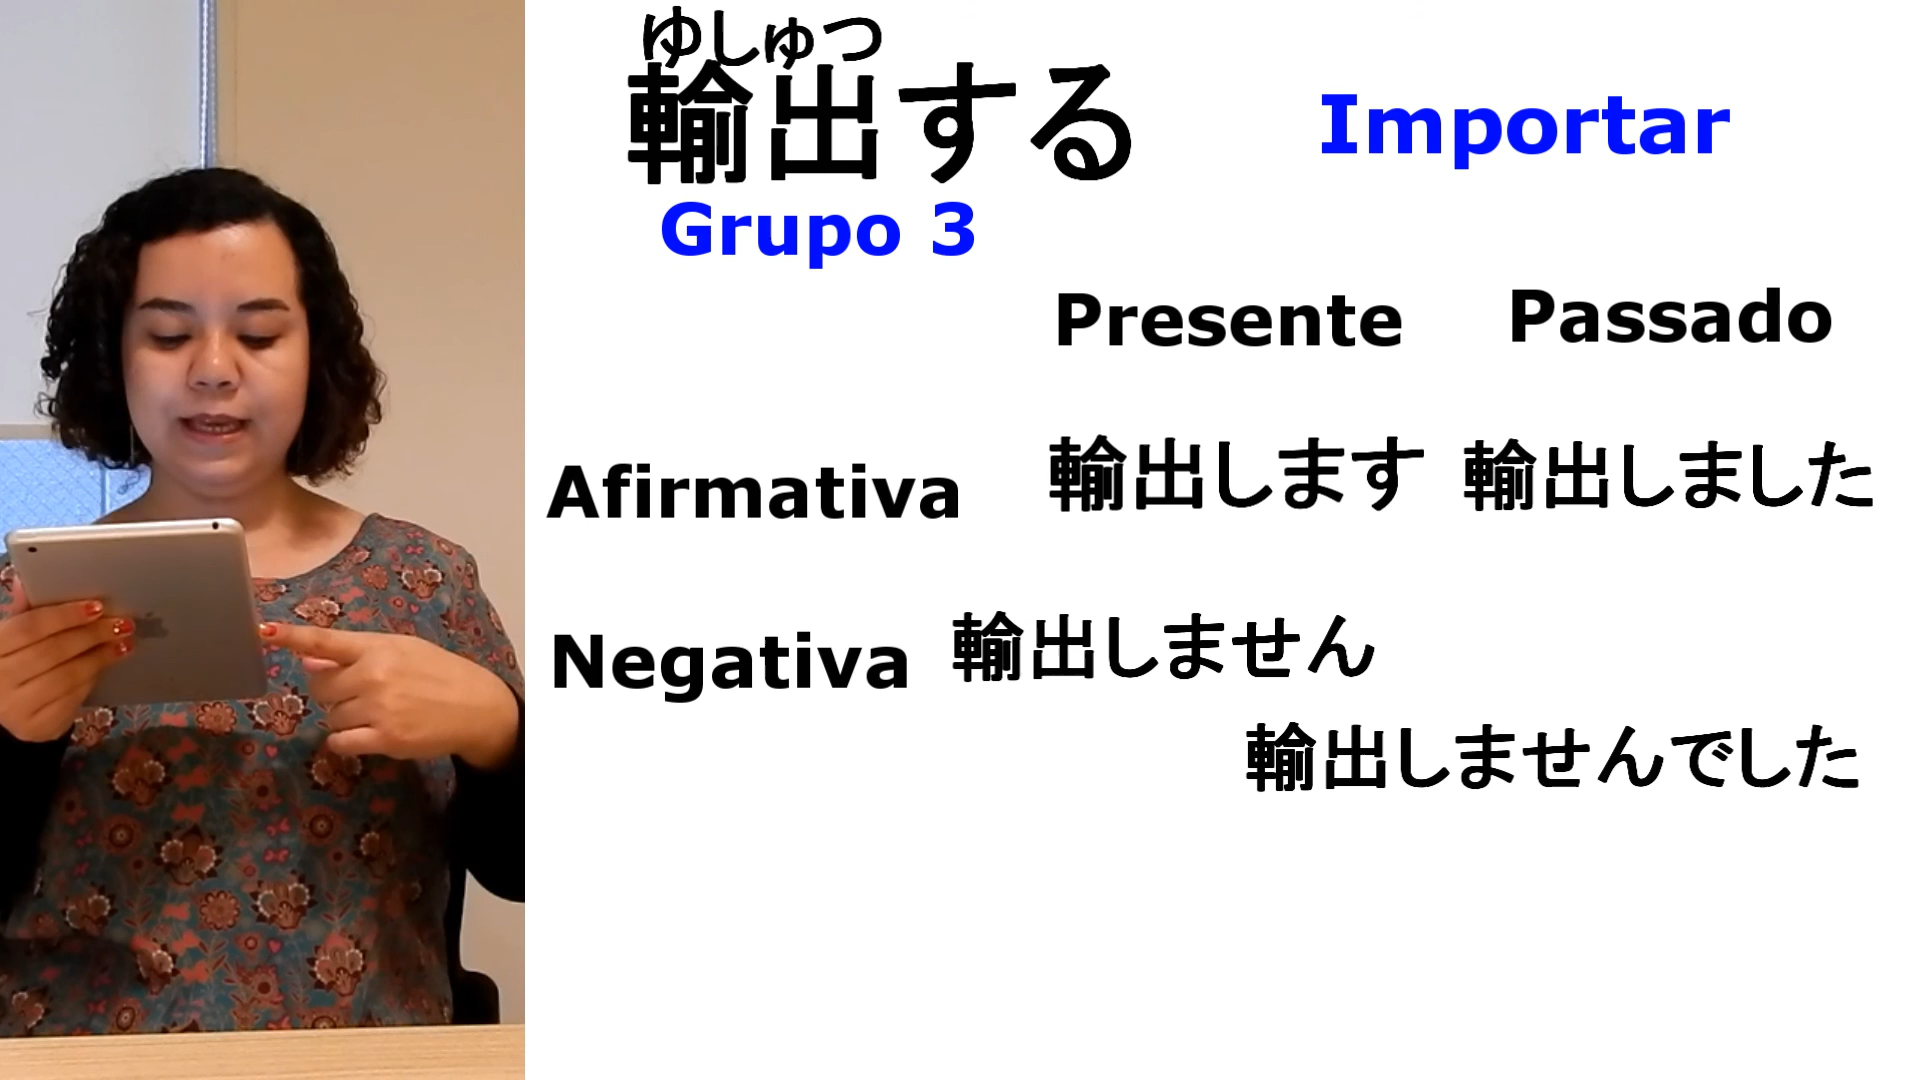 ゆしゅつ
輸出する
Importar
Grupo 3
Presente Passado
Afirmativa 輸出します 輸出しました
Negativa 輸出しません
輸出しませんでした